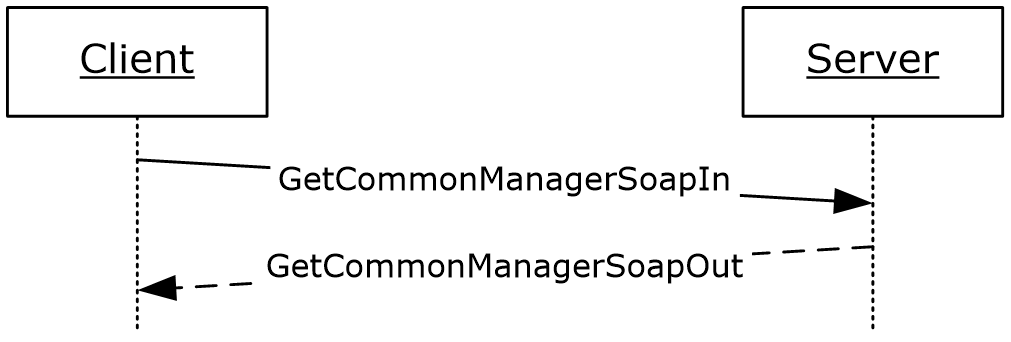 Client
Server
GetCommonManagerSoapIn
GetCommonManagerSoapOut